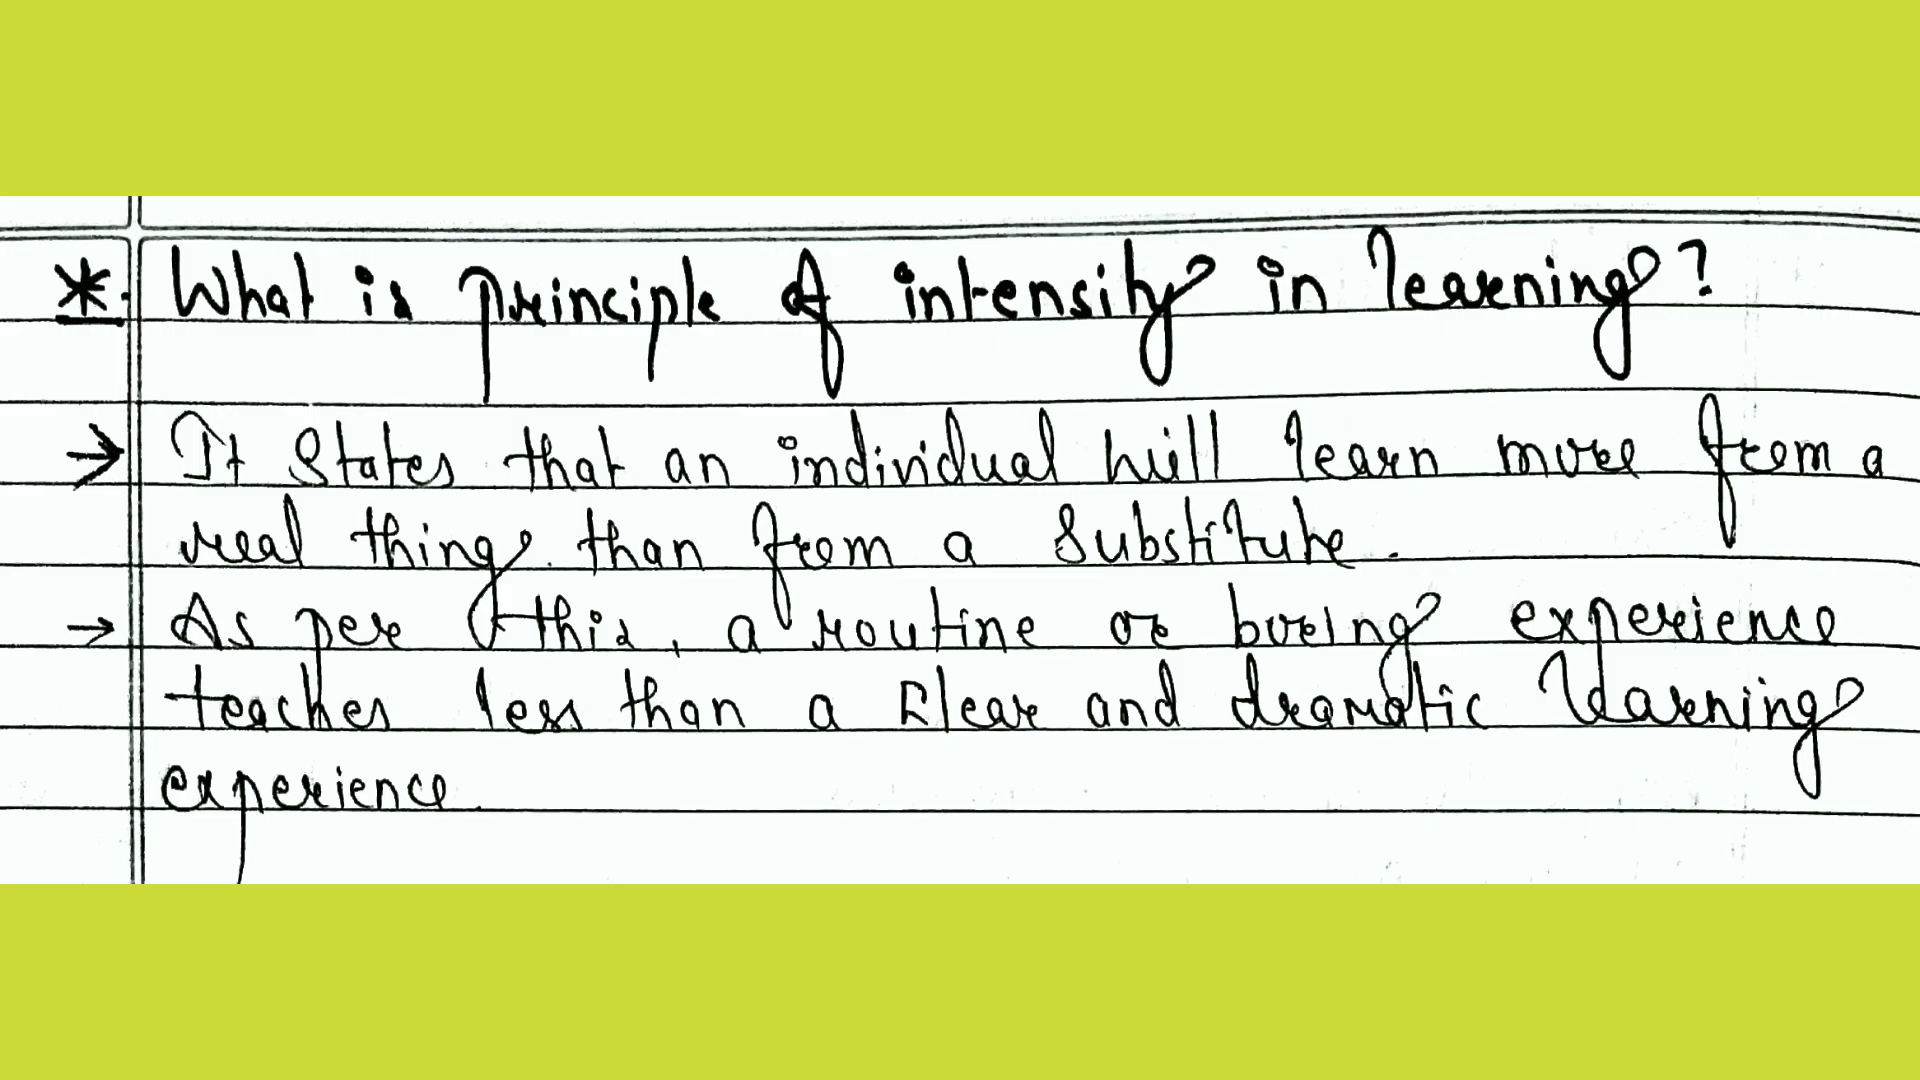 * What is principle of intensity in learning?
→ It States that an individual will learn more from a
real thing than from a Substitute.
→ As per this, a routine or boring experience
teaches less than a Clear and dramatic learning
experience.